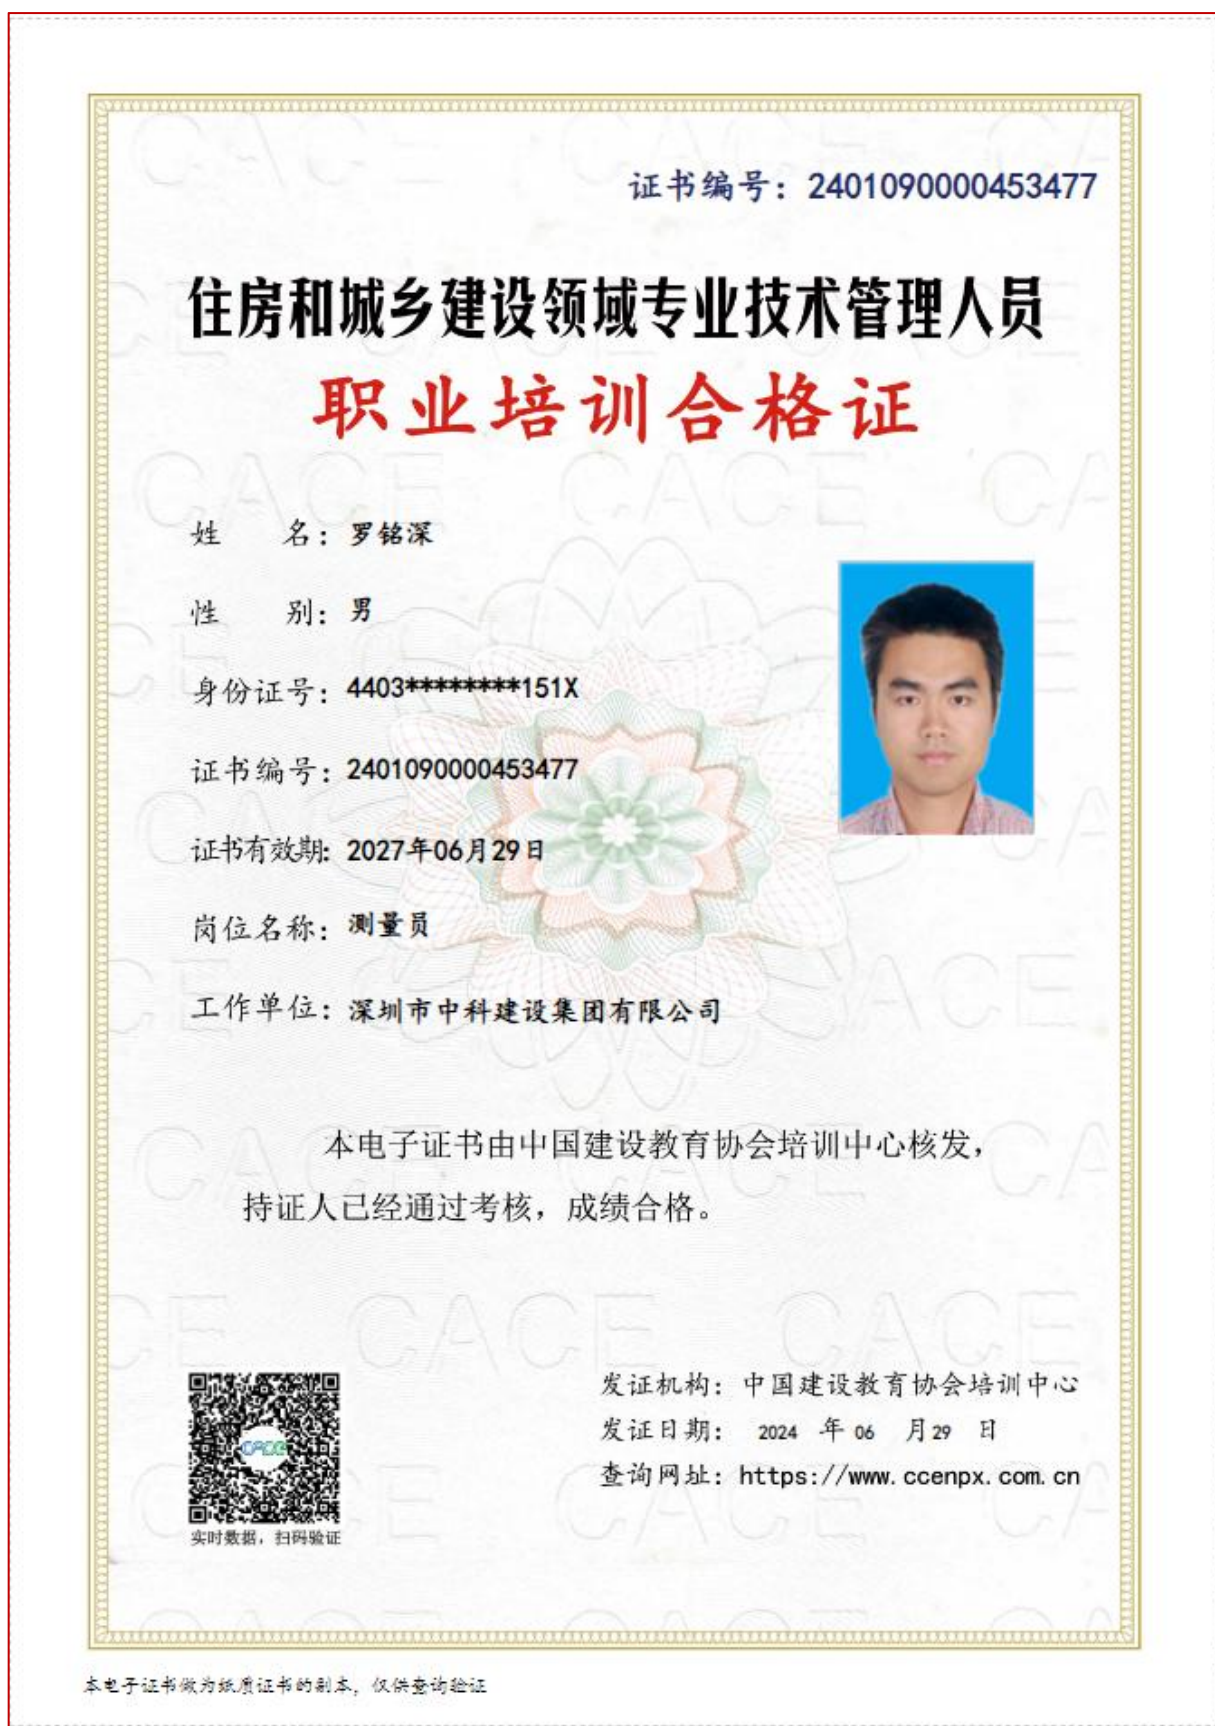 证书编号：2401090000453477
住房和城乡建设领域专业技术管理人员
职业培训合格证
姓 名：罗铭深
性 别：男
身份证号：4403********151X
证书编号：2401090000453477
证书有效期：2027年06月29日
岗位名称：测量员
工作单位：深圳市中科建设集团有限公司
本电子证书由中国建设教育协会培训中心核发，
持证人已经通过考核，成绩合格。
发证机构：中国建设教育协会培训中心
发证日期： 2024 年 06 月 29 日
查询网址：https://www.ccenpx.com.cn
实时数据，扫码验证
本电子证书做为纸质证书的副本，仅供查询验证